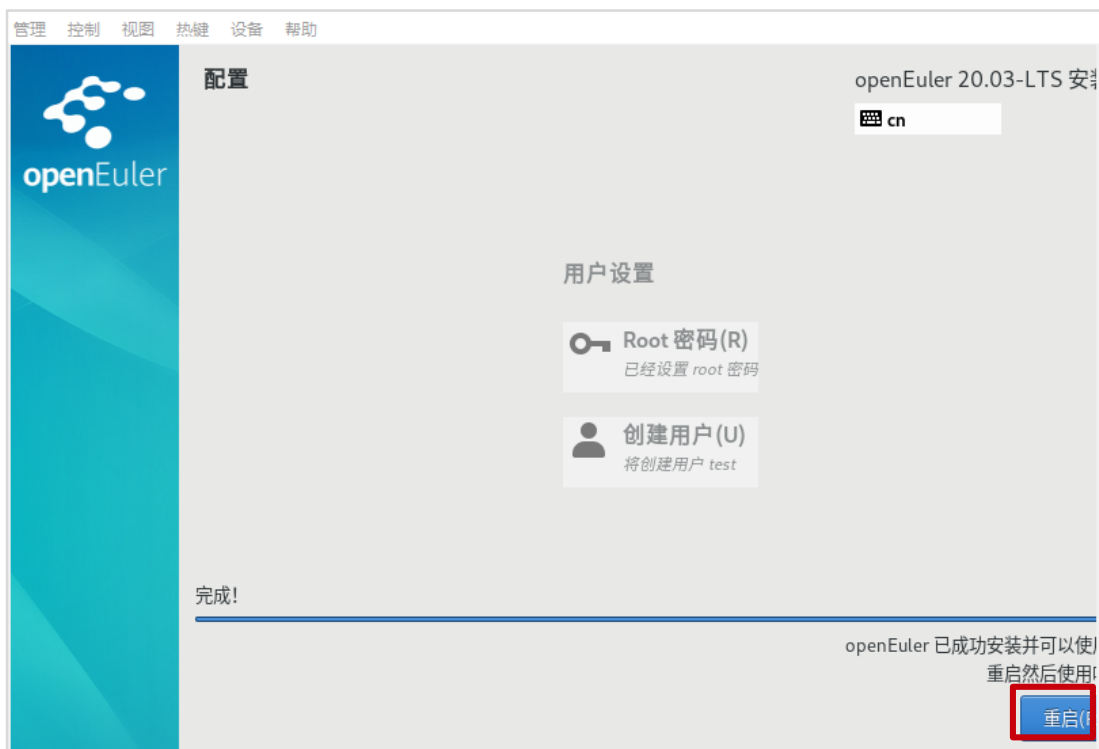 管理 控制 视图 热键 设备 帮助
openEuler
配置
openEuler 20.03-LTS 安
cn
用户设置
Root 密码(R)
已经设置 root 密码
创建用户(U)
将创建用户 test
完成!
openEuler 已成功安装并可以使
重启然后使用
重启(